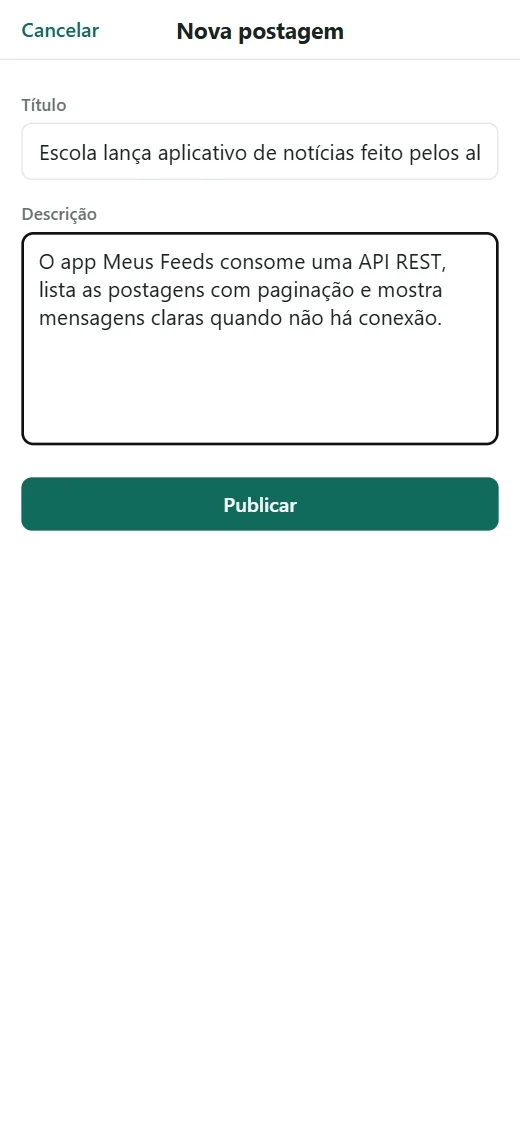 Cancelar
Nova postagem
Título
Escola lança aplicativo de notícias feito pelos al
Descrição
O app Meus Feeds consome uma API REST,
lista as postagens com paginação e mostra
mensagens claras quando não há conexão.
Publicar